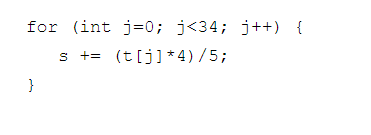 for (int j=0; j<34; j++) {
s += (t[j]*4)/5;
}